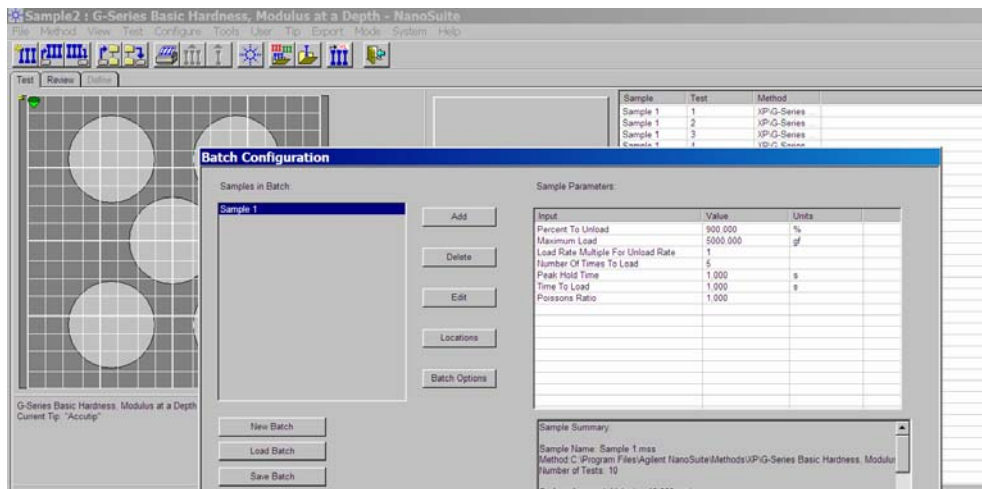 Sample2 : G-Series Basic Hardness, Modulus at a Depth - NanoSuite
File Method View Test Configure Tools User Tip Export Mode System Help
Test Review Define
Sample Test Method
Sample 1 1 XP\G-Series ...
Sample 1 2 XP\G-Series ...
Sample 1 3 XP\G-Series ...
Sample 1 4 XP\G-Series
Batch Configuration
Samples in Batch:
Sample 1
Add
Delete
Edit
Locations
Batch Options
New Batch
Load Batch
Save Batch
Sample Parameters:
Input Value Units
Percent To Unload 900.000 %
Maximum Load 5000.000 gf
Load Rate Multiple For Unload Rate 1
Number Of Times To Load 5
Peak Hold Time 1.000 s
Time To Load 1.000 s
Poissons Ratio 1.000
Sample Summary:
Sample Name: Sample 1.mss
Method:C:\Program Files\Agilent NanoSuite\Methods\XP\G-Series Basic Hardness, Modulus
Number of Tests: 10
G-Series Basic Hardness, Modulus at a Depth
Current Tip: "Accutip"